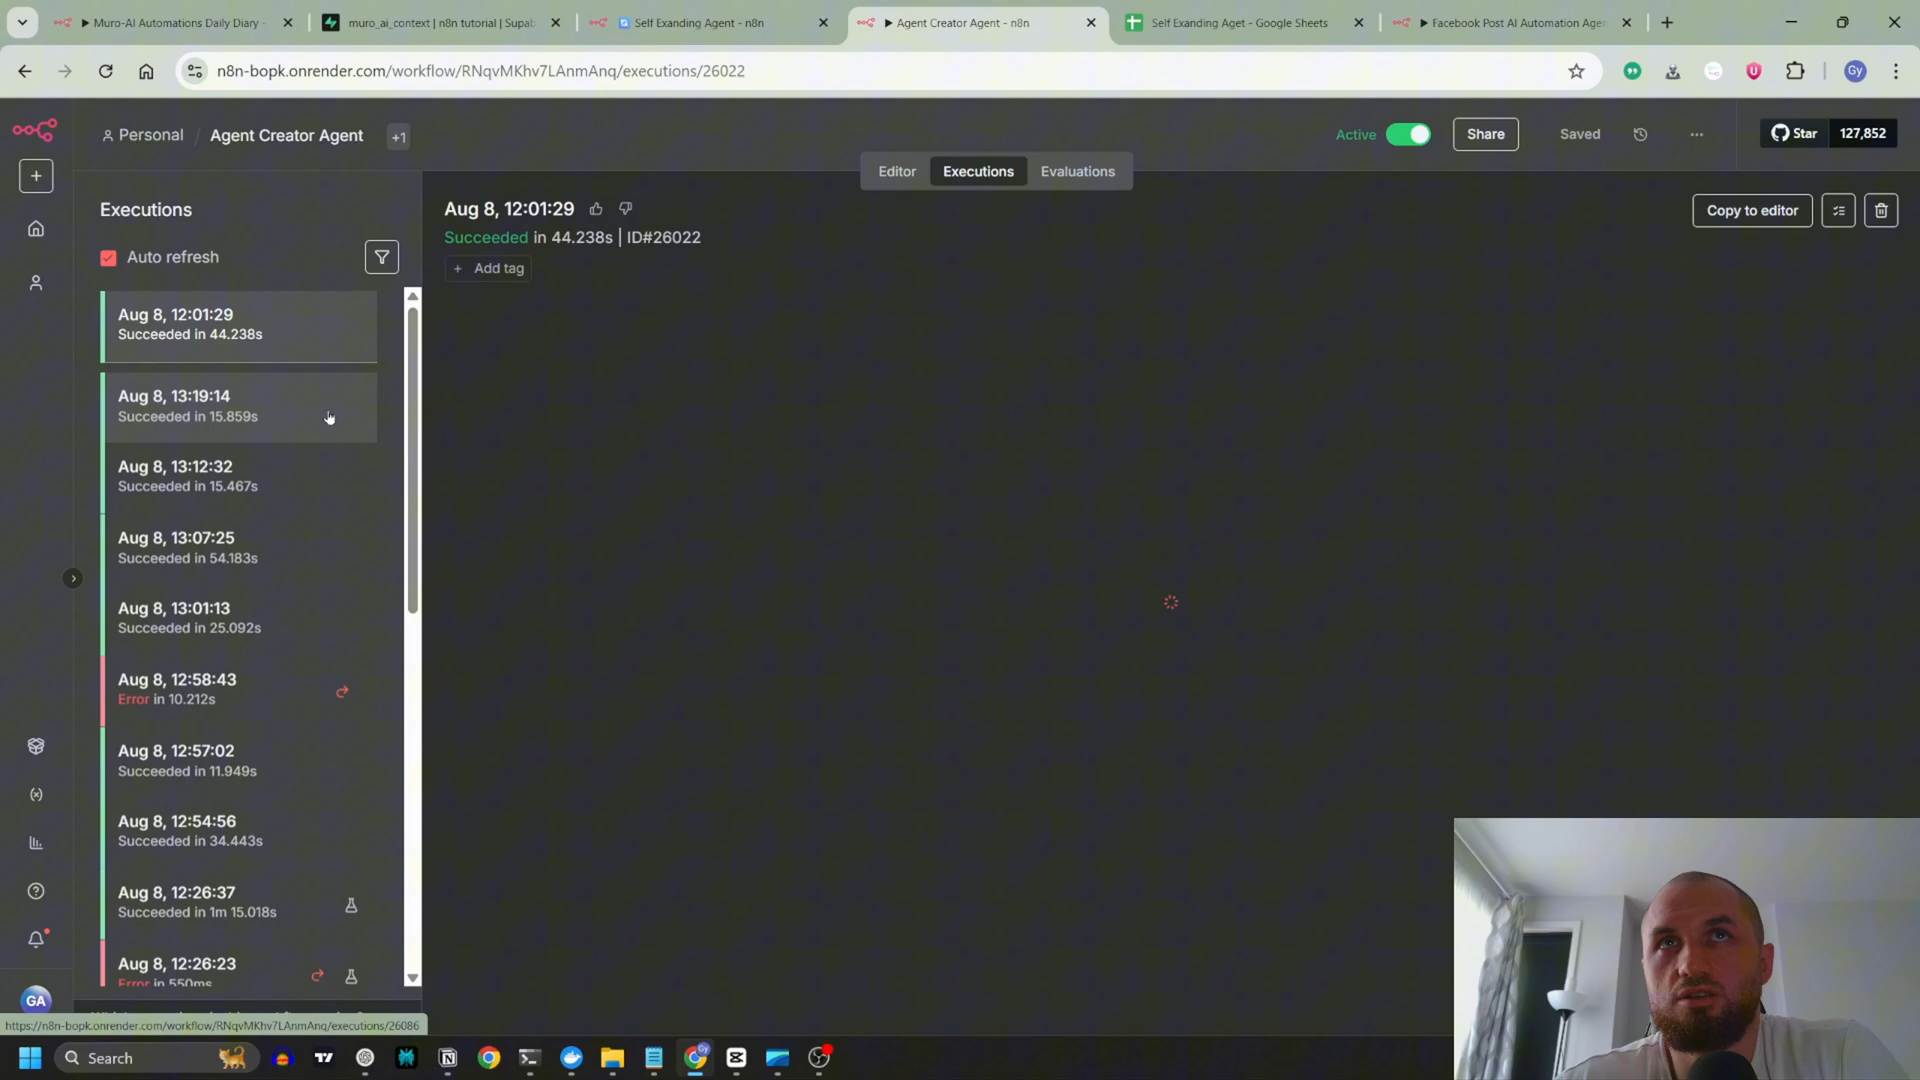 ▶ Muro-AI Automations Daily Diary -
muro_ai_context | n8n tutorial | Supab
Self Exanding Agent - n8n
▶ Agent Creator Agent - n8n
Self Exanding Aget - Google Sheets
▶ Facebook Post AI Automation Agen
n8n-bopk.onrender.com/workflow/RNqvMKhv7LAnmAnq/executions/26022
Gy
Personal / Agent Creator Agent +1
Active
Share
Saved
Star 127,852
Editor
Executions
Evaluations
Executions
Auto refresh
Aug 8, 12:01:29
Succeeded in 44.238s | ID#26022
Add tag
Copy to editor
Aug 8, 12:01:29
Succeeded in 44.238s
Aug 8, 13:19:14
Succeeded in 15.859s
Aug 8, 13:12:32
Succeeded in 15.467s
Aug 8, 13:07:25
Succeeded in 54.183s
Aug 8, 13:01:13
Succeeded in 25.092s
Aug 8, 12:58:43
Error in 10.212s
Aug 8, 12:57:02
Succeeded in 11.949s
Aug 8, 12:54:56
Succeeded in 34.443s
Aug 8, 12:26:37
Succeeded in 1m 15.018s
Aug 8, 12:26:23
Error in 550ms
GA
https://n8n-bopk.onrender.com/workflow/RNqvMKhv7LAnmAnq/executions/26086
Search